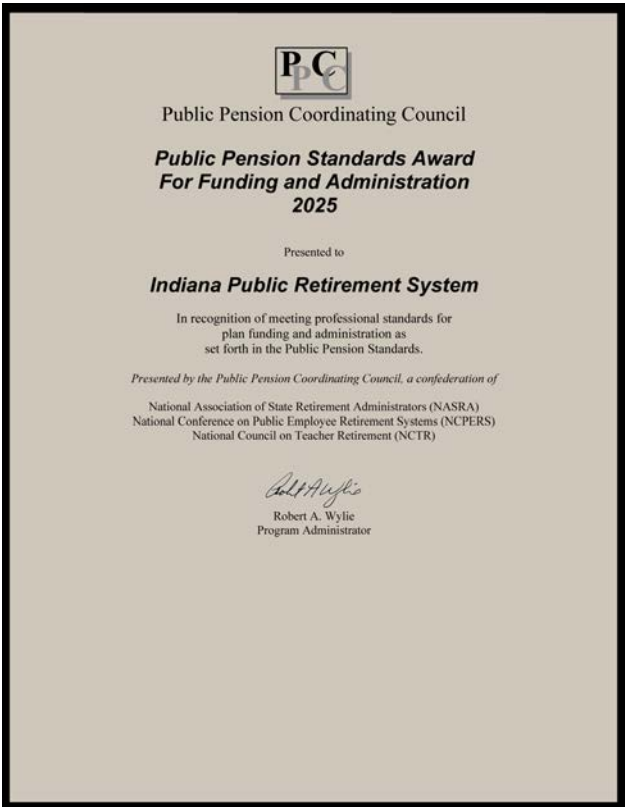 PPCC
Public Pension Coordinating Council
Public Pension Standards Award
For Funding and Administration
2025
Presented to
Indiana Public Retirement System
In recognition of meeting professional standards for
plan funding and administration as
set forth in the Public Pension Standards.
Presented by the Public Pension Coordinating Council, a confederation of
National Association of State Retirement Administrators (NASRA)
National Conference on Public Employee Retirement Systems (NCPERS)
National Council on Teacher Retirement (NCTR)
Robert A. Wylie
Robert A. Wylie
Program Administrator